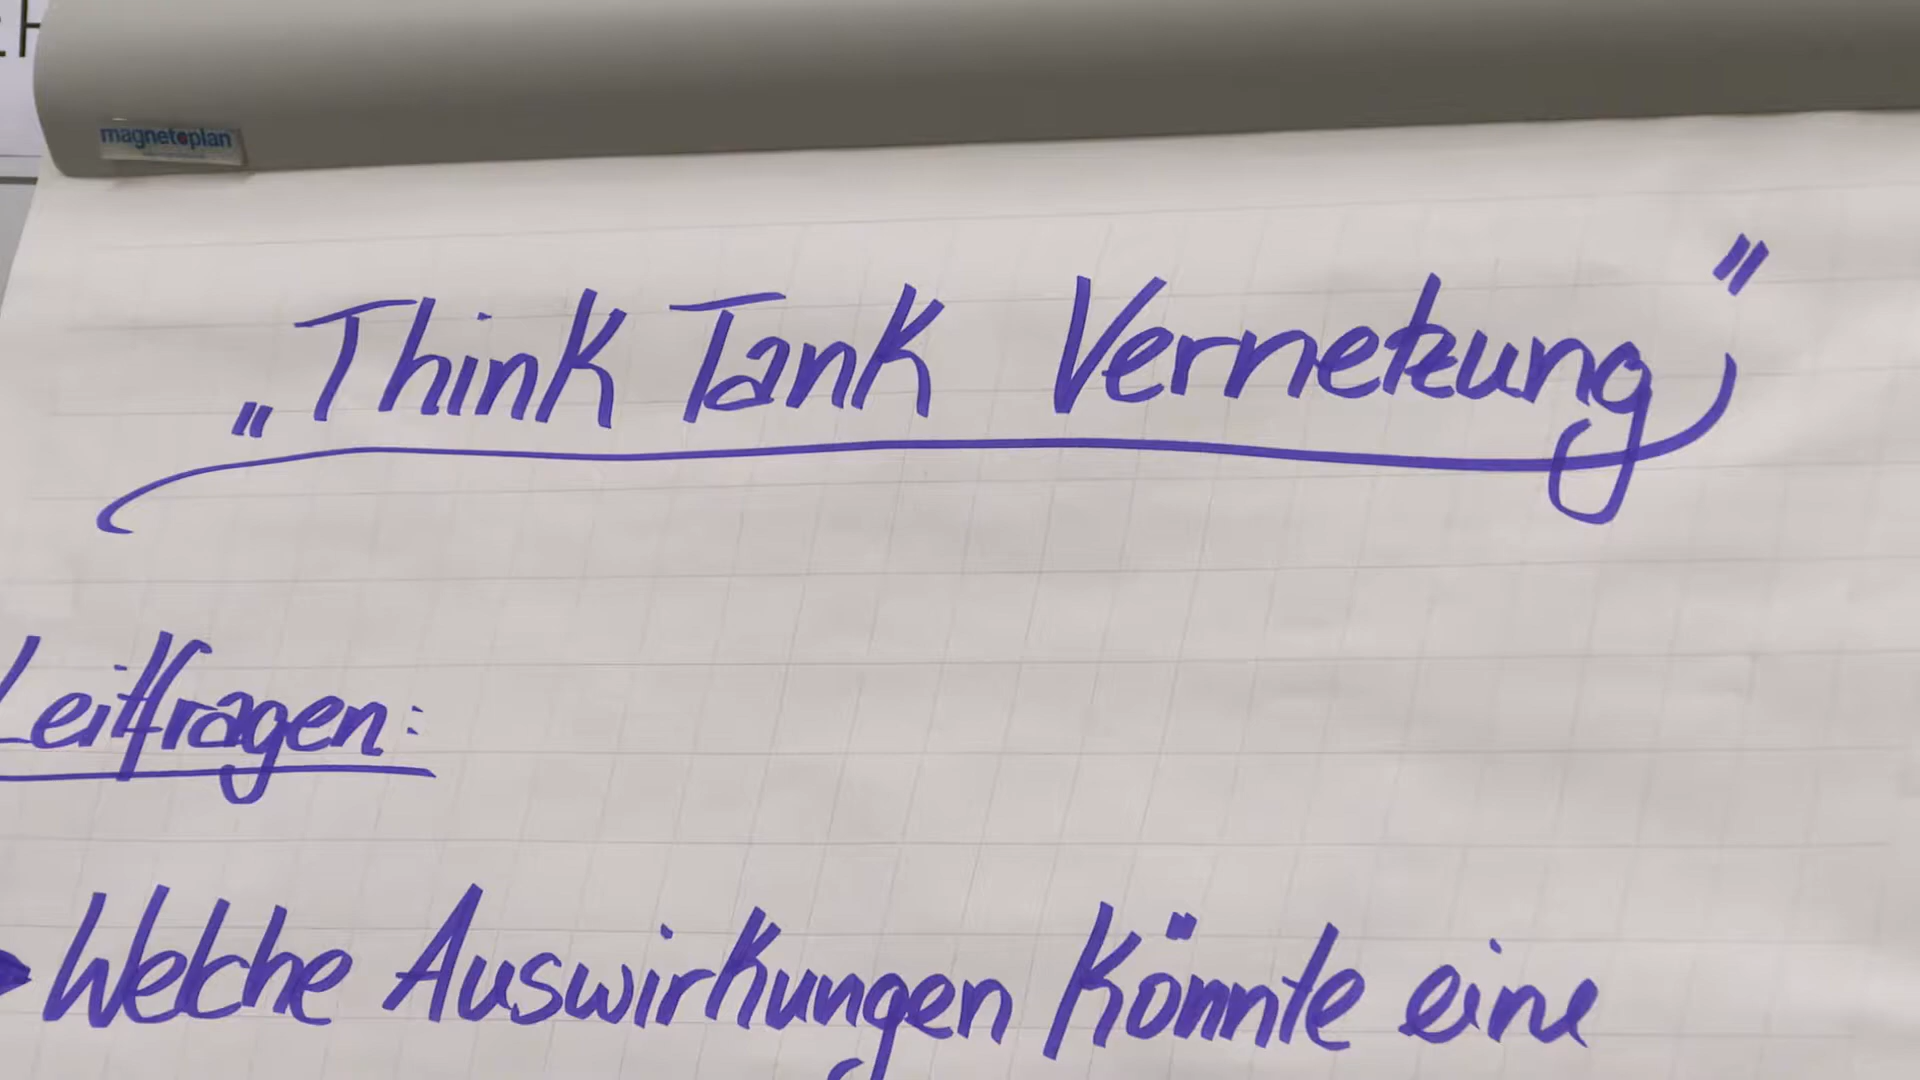 magnetoplan
„Think Tank Vernetzung"
Leitfragen:
Welche Auswirkungen könnte eine